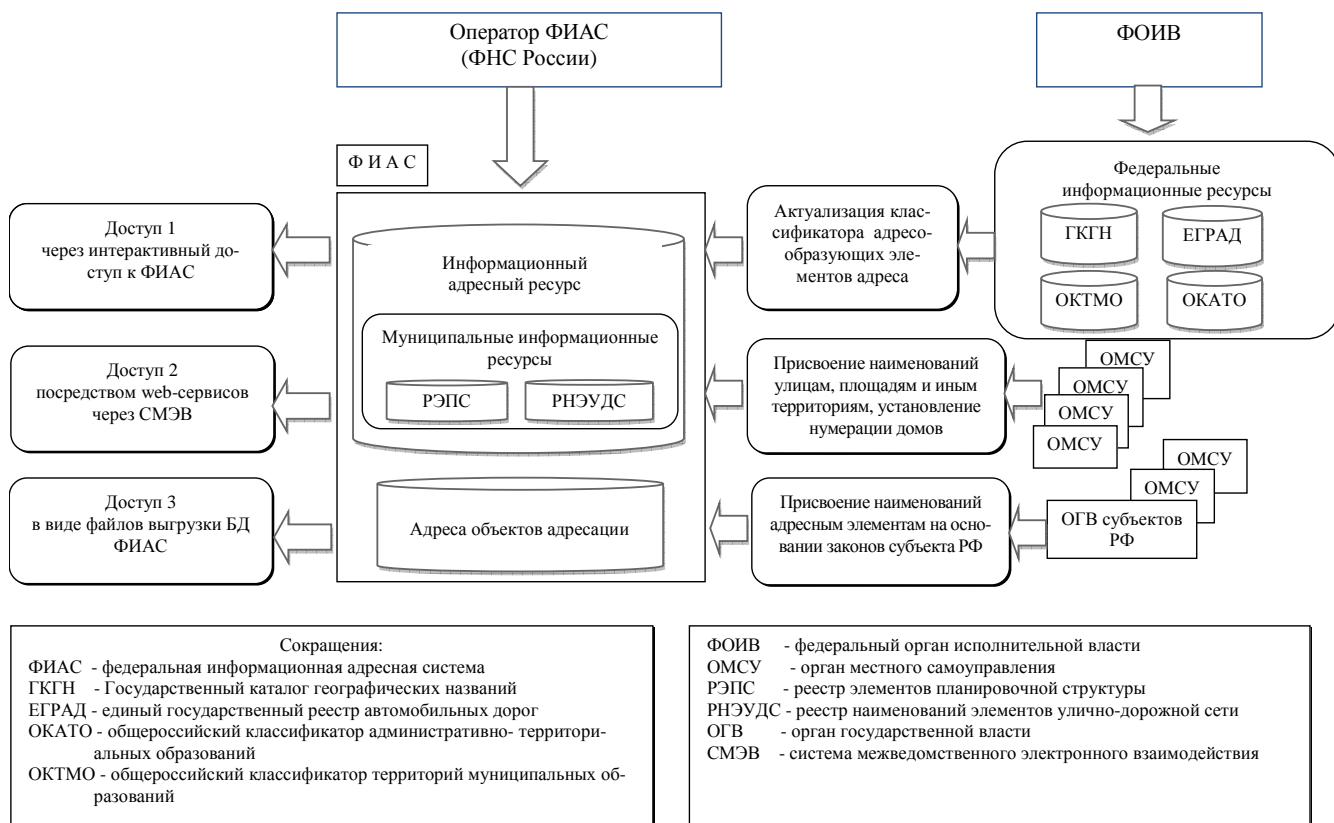 Оператор ФИАС
(ФНС России)
ФОИВ
Ф И А С
Федеральные
информационные ресурсы
ГКГН
ЕГРАД
ОКТМО
ОКАТО
Доступ 1
через интерактивный до-
ступ к ФИАС
Информационный
адресный ресурс
Актуализация клас-
сификатора адресо-
образующих эле-
ментов адреса
Доступ 2
посредством web-сервисов
через СМЭВ
Муниципальные информационные
ресурсы
РЭПС
РНЭУДС
Присвоение наименований
улицам, площадям и иным
территориям, установление
нумерации домов
ОМСУ
ОМСУ
ОМСУ
ОМСУ
Доступ 3
в виде файлов выгрузки БД
ФИАС
Адреса объектов адресации
Присвоение наименований
адресным элементам на осно-
вании законов субъекта РФ
ОМСУ
ОМСУ
ОГВ субъектов
РФ
Сокращения:
ФИАС - федеральная информационная адресная система
ГКГН - Государственный каталог географических названий
ЕГРАД - единый государственный реестр автомобильных дорог
ОКАТО - общероссийский классификатор административно- территори-
альных образований
ОКТМО - общероссийский классификатор территорий муниципальных об-
разований
ФОИВ - федеральный орган исполнительной власти
ОМСУ - орган местного самоуправления
РЭПС - реестр элементов планировочной структуры
РНЭУДС - реестр наименований элементов улично-дорожной сети
ОГВ - орган государственной власти
СМЭВ - система межведомственного электронного взаимодействия